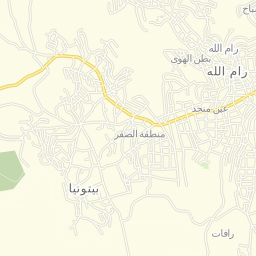 رام الله
بطن الهوى
رام الله
عين منجد
منطقة الصفر
بيتونيا
رافات